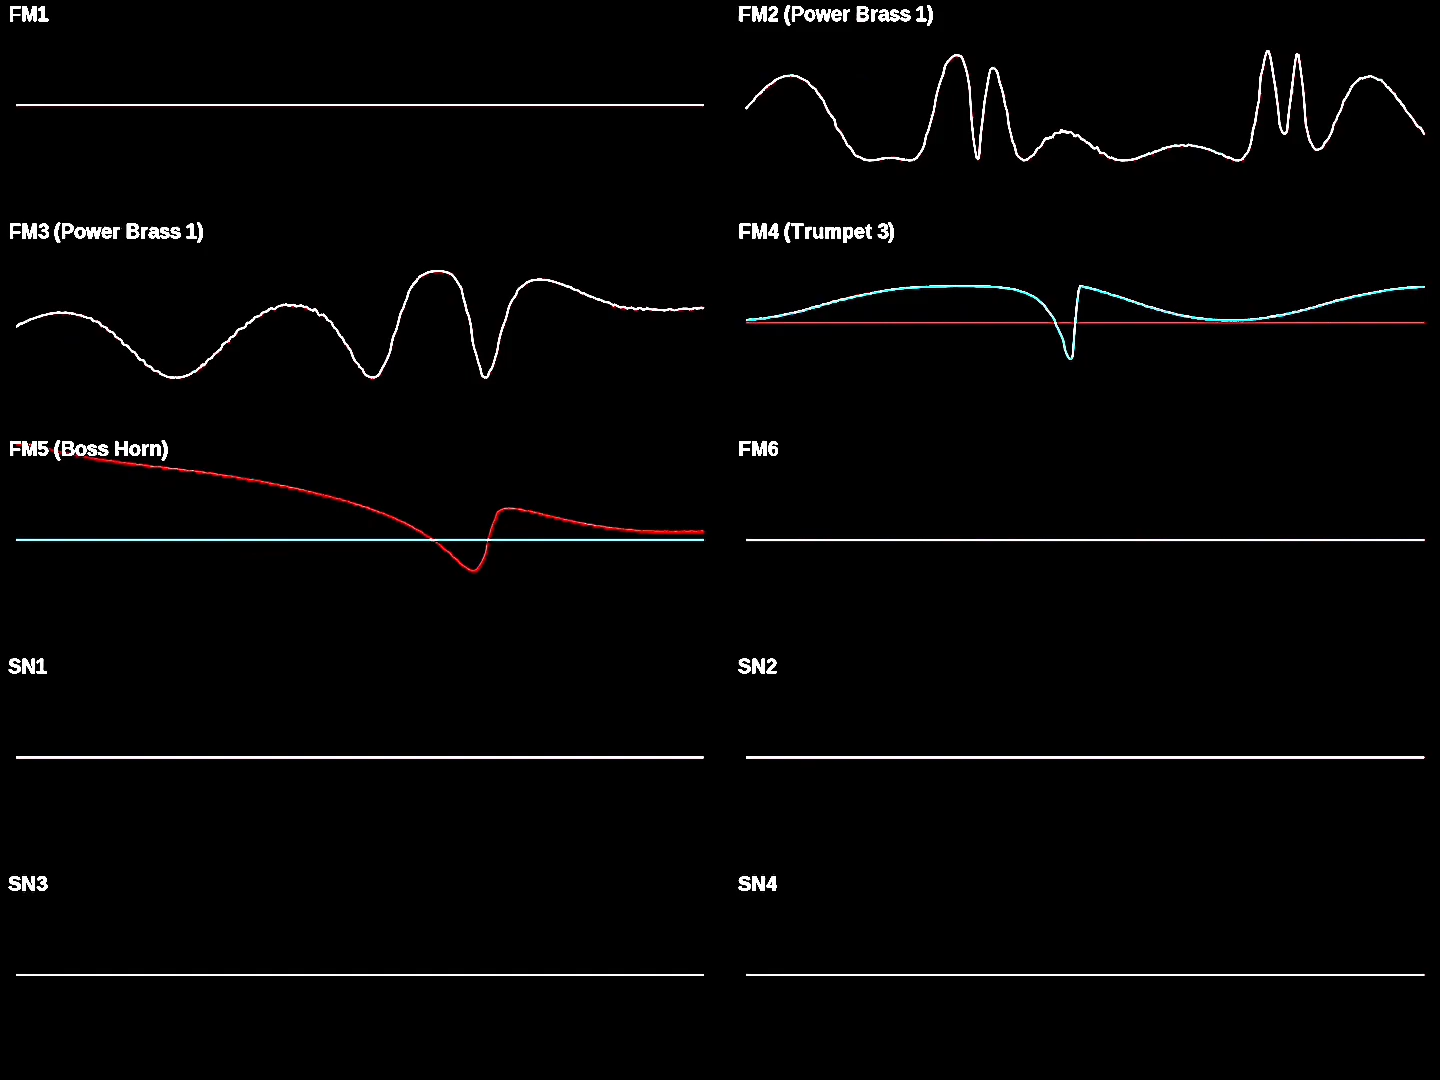 FM1
FM2 (Power Brass 1)
FM3 (Power Brass 1)
FM4 (Trumpet 3)
FM5 (Boss Horn)
FM6
SN1
SN2
SN3
SN4